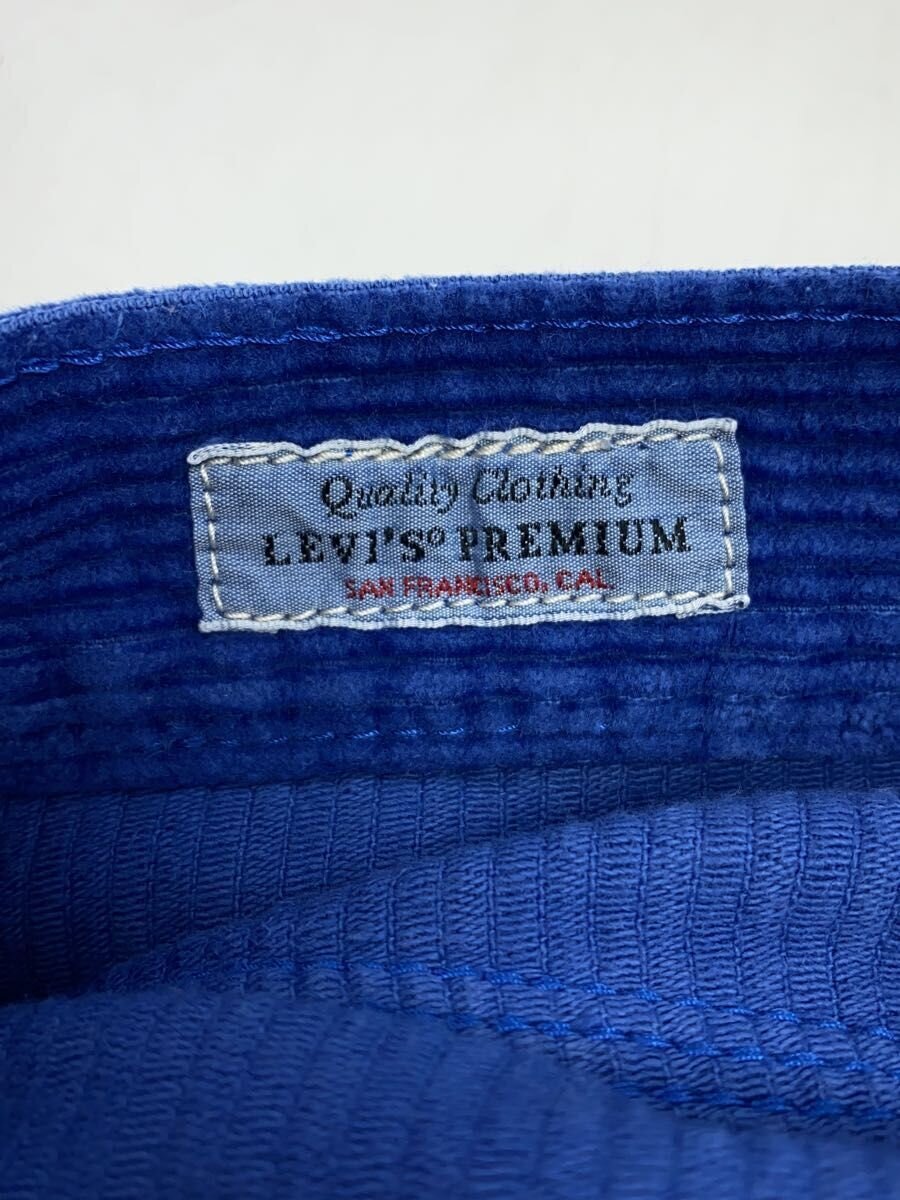 Quality Clothing
LEVI'S® PREMIUM
SAN FRANCISCO, CAL.